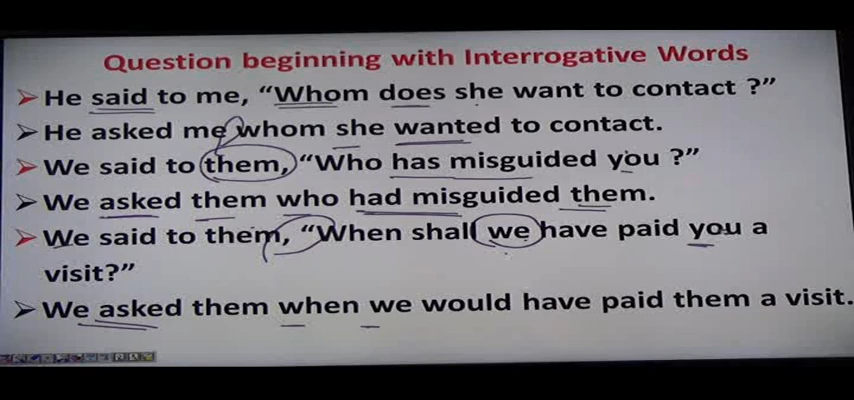 Question beginning with Interrogative Words
He said to me, “Whom does she want to contact ?”
He asked me whom she wanted to contact.
We said to them, “Who has misguided you ?”
We asked them who had misguided them.
We said to them, “When shall we have paid you a
visit?”
We asked them when we would have paid them a visit.